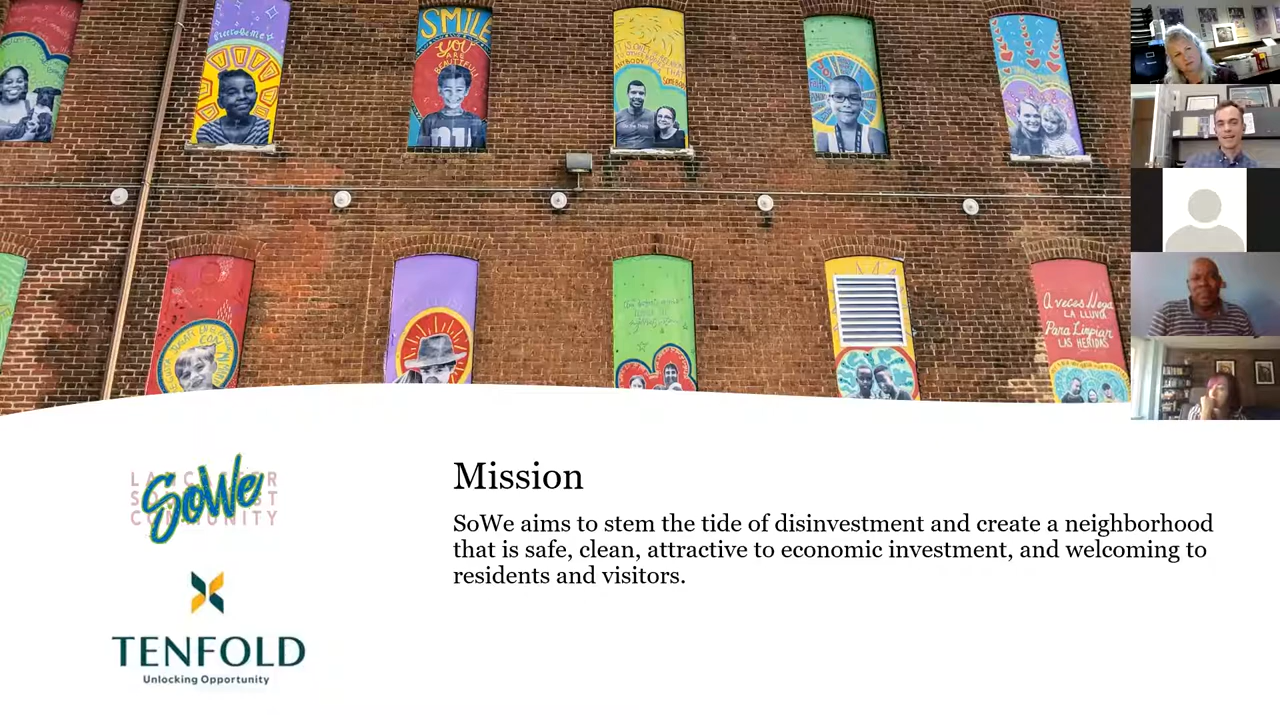 SMILE
you
ARE
BEAUTIFUL
A veces Llega
LA LLUVIA
Para Limpiar
LAS HERIDAS
SoWe
COMMUNITY
Mission
SoWe aims to stem the tide of disinvestment and create a neighborhood
that is safe, clean, attractive to economic investment, and welcoming to
residents and visitors.
TENFOLD
Unlocking Opportunity